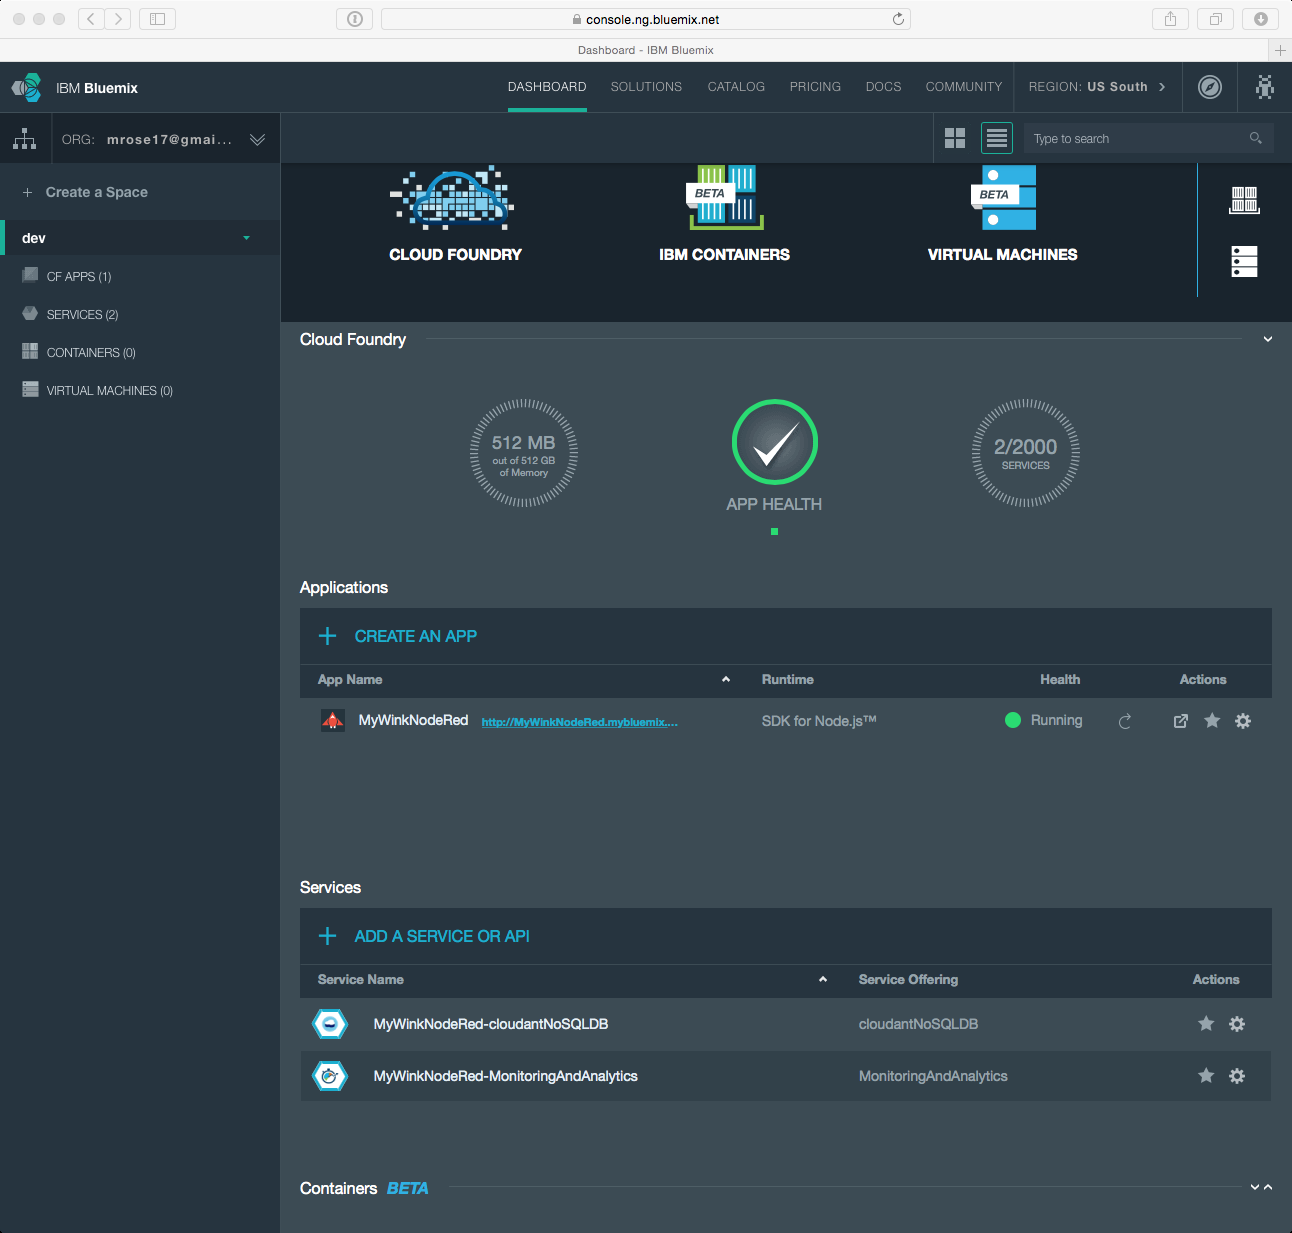 console.ng.bluemix.net
Dashboard - IBM Bluemix
IBM Bluemix
DASHBOARD SOLUTIONS CATALOG PRICING DOCS COMMUNITY REGION: US South
ORG: mrose17@gmai...
Type to search
+ Create a Space
dev
CF APPS (1)
SERVICES (2)
CONTAINERS (0)
VIRTUAL MACHINES (0)
BETA
BETA
CLOUD FOUNDRY IBM CONTAINERS VIRTUAL MACHINES
Cloud Foundry
512 MB
out of 512 GB
of Memory
APP HEALTH
2/2000
SERVICES
Applications
+ CREATE AN APP
App Name Runtime Health Actions
MyWinkNodeRed http://MyWinkNodeRed.mybluemix.... SDK for Node.js™ Running
Services
+ ADD A SERVICE OR API
Service Name Service Offering Actions
MyWinkNodeRed-cloudantNoSQLDB cloudantNoSQLDB
MyWinkNodeRed-MonitoringAndAnalytics MonitoringAndAnalytics
Containers BETA